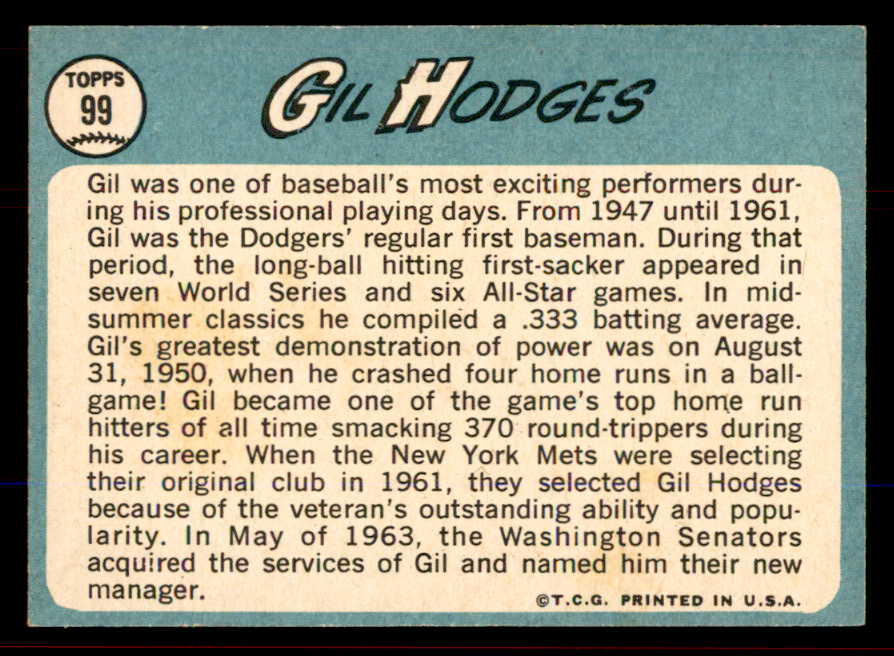 TOPPS
99
GIL HODGES
Gil was one of baseball's most exciting performers dur-
ing his professional playing days. From 1947 until 1961,
Gil was the Dodgers' regular first baseman. During that
period, the long-ball hitting first-sacker appeared in
seven World Series and six All-Star games. In mid-
summer classics he compiled a .333 batting average.
Gil's greatest demonstration of power was on August
31, 1950, when he crashed four home runs in a ball-
game! Gil became one of the game's top home run
hitters of all time smacking 370 round-trippers during
his career. When the New York Mets were selecting
their original club in 1961, they selected Gil Hodges
because of the veteran's outstanding ability and popu-
larity. In May of 1963, the Washington Senators
acquired the services of Gil and named him their new
manager.
©T.C.G. PRINTED IN U.S.A.